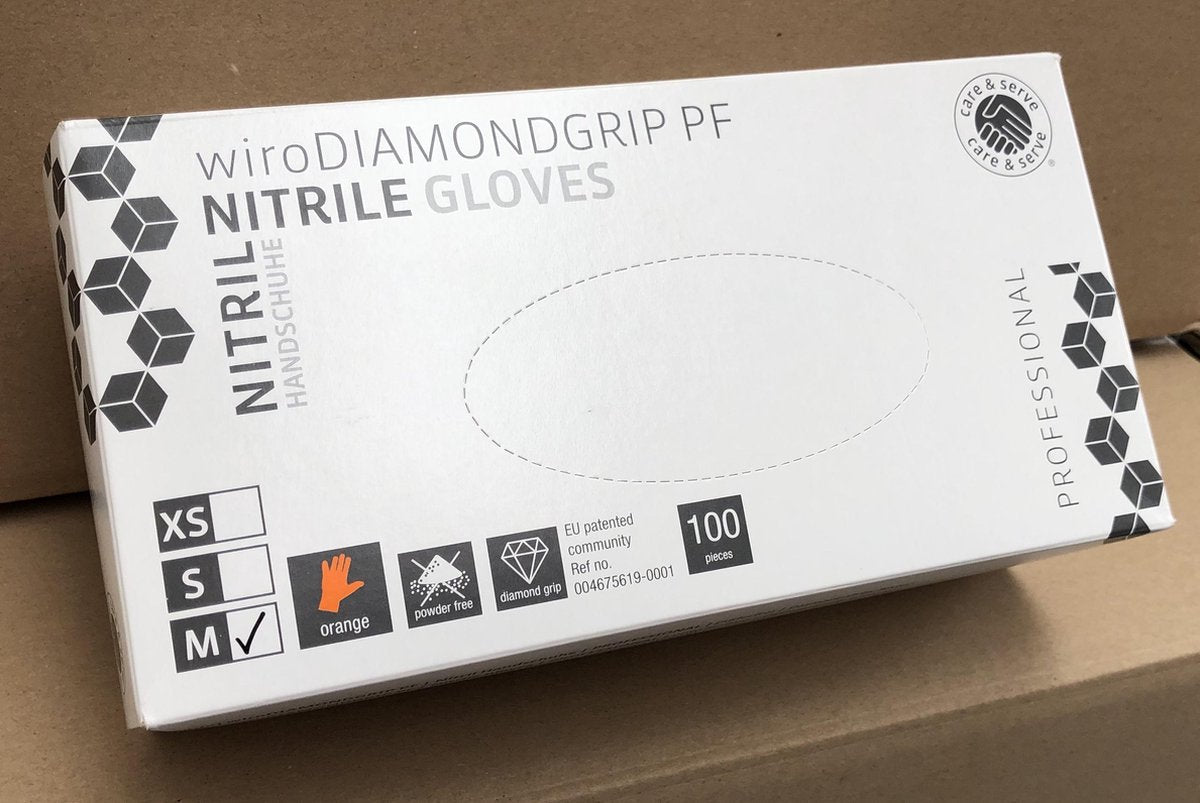 wiroDIAMONDGRIP PF
NITRILE GLOVES
NITRIL
HANDSCHUHE
care & serve
care & serve
®
PROFESSIONAL
XS
S
M ✓
orange
powder free
diamond grip
EU patented
community
Ref no.
004675619-0001
100
pieces